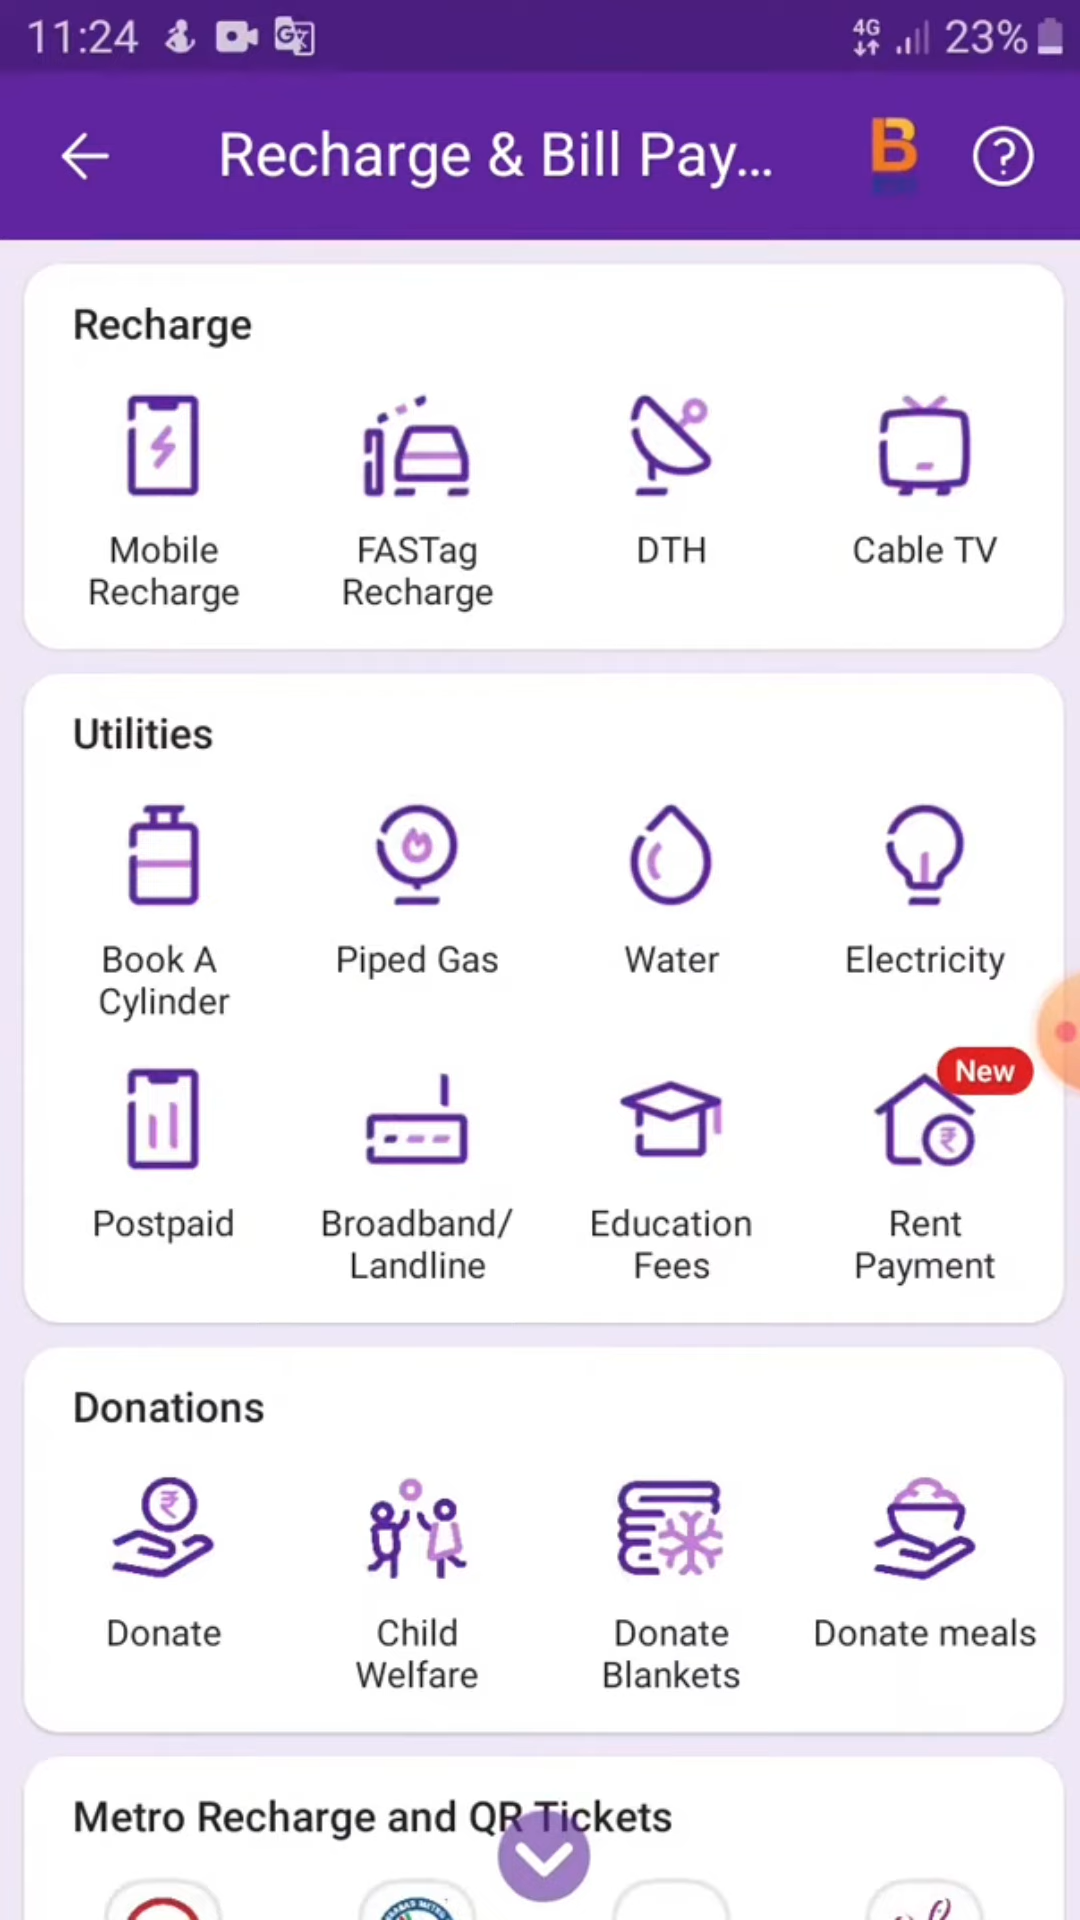 11:24
4G
23%
Recharge & Bill Pay...
B
Recharge
Mobile
Recharge
FASTag
Recharge
DTH
Cable TV
Utilities
Book A
Cylinder
Piped Gas
Water
Electricity
New
Postpaid
Broadband/
Landline
Education
Fees
Rent
Payment
Donations
Donate
Child
Welfare
Donate
Blankets
Donate meals
Metro Recharge and QR Tickets